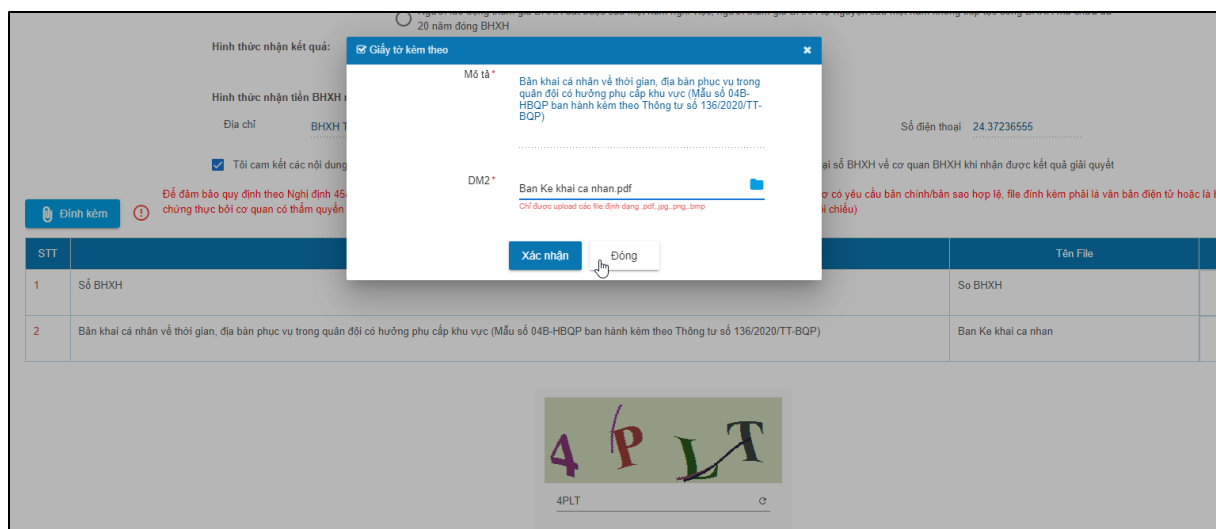 20 năm đóng BHXH
Hình thức nhận kết quả:
Giấy tờ kèm theo
Mô tả *
Bản khai cá nhân về thời gian, địa bàn phục vụ trong
quân đội có hưởng phụ cấp khu vực (Mẫu số 04B-
HBQP ban hành kèm theo Thông tư số 136/2020/TT-
BQP)
Hình thức nhận tiền BHXH
Địa chỉ BHXH T
Số điện thoại 24.37236555
Tôi cam kết các nội dung
số BHXH về cơ quan BHXH khi nhận được kết quả giải quyết
DM2 *
Ban Ke khai ca nhan.pdf
Chỉ được upload các file định dạng .pdf,.jpg,.png,.bmp
Đính kèm
Để đảm bảo quy định theo Nghị định 45
có yêu cầu bản chính/bản sao hợp lệ, file đính kèm phải là văn bản điện tử hoặc là
chứng thực bởi cơ quan có thẩm quyền
chiếu)
Xác nhận
Đóng
STT
Tên File
1 Sổ BHXH So BHXH
2 Bản khai cá nhân về thời gian, địa bàn phục vụ trong quân đội có hưởng phụ cấp khu vực (Mẫu số 04B-HBQP ban hành kèm theo Thông tư số 136/2020/TT-BQP) Ban Ke khai ca nhan
4PLT
4PLT